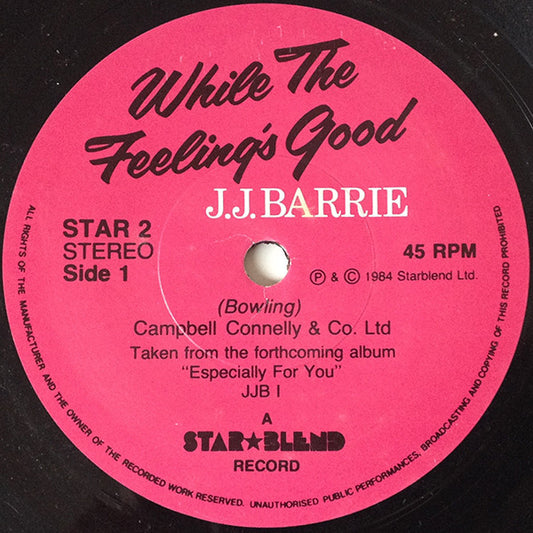 While The
Feeling's Good
J.J. BARRIE
STAR 2
STEREO
Side 1
45 RPM
℗ & © 1984 Starblend Ltd.
(Bowling)
Campbell Connelly & Co. Ltd
Taken from the forthcoming album
"Especially For You"
JJB I
A
STAR★BLEND
RECORD
ALL RIGHTS OF THE MANUFACTURER AND THE OWNER OF THE RECORDED WORK RESERVED. UNAUTHORISED PUBLIC PERFORMANCES, BROADCASTING AND COPYING OF THIS RECORD PROHIBITED